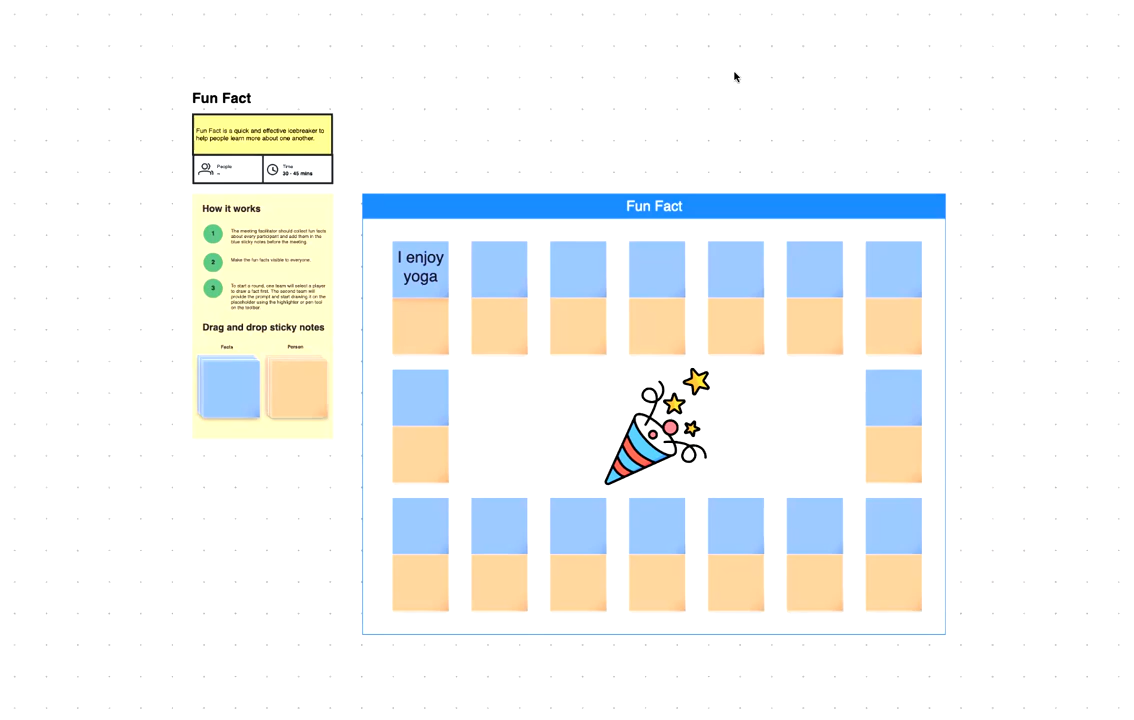 Fun Fact
Fun Fact is a quick and effective icebreaker to
help people learn more about one another.
People
–
Time
30 - 45 mins
How it works
1
The meeting facilitator should collect fun facts
about every participant and add them in the
blue sticky notes before the meeting.
2
Make the fun facts visible to everyone.
3
To start a round, one team will select a player
to draw a fact first. The second team will
provide the prompt and start drawing it on the
placeholder using the highlighter or pen tool
on the toolbar.
Drag and drop sticky notes
Facts
Person
Fun Fact
I enjoy
yoga